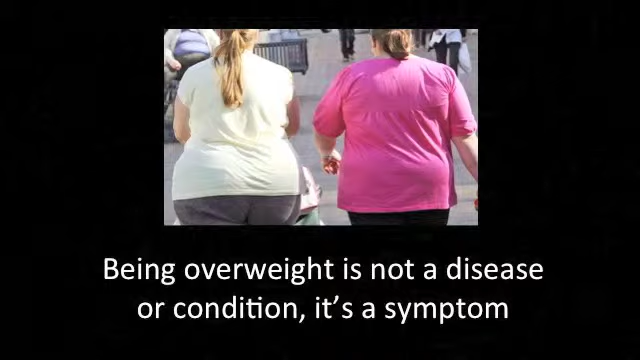 Being overweight is not a disease
or condition, it’s a symptom